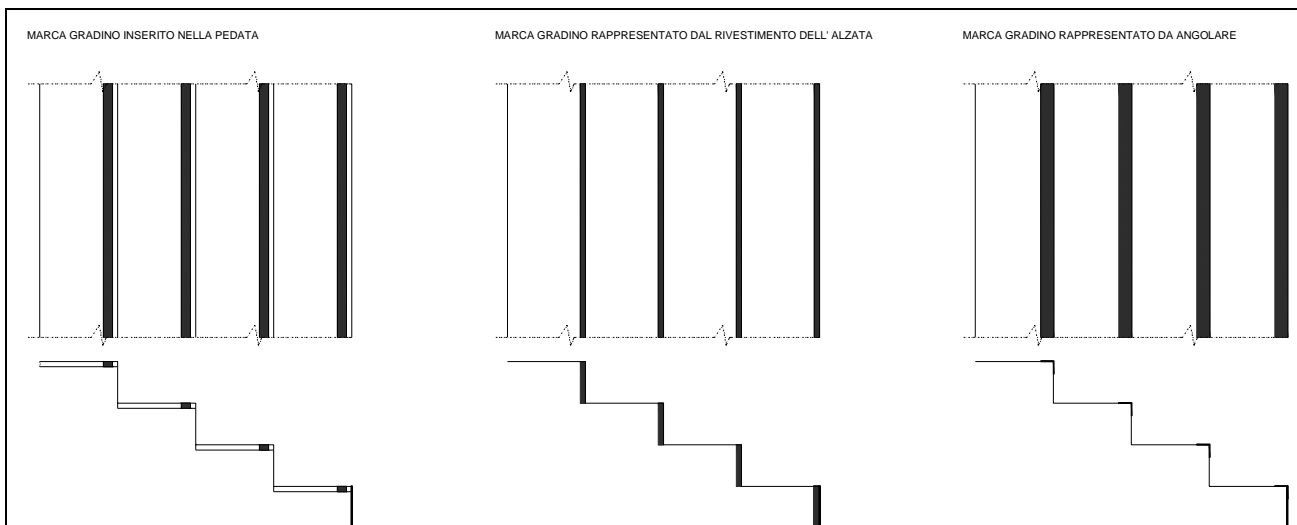 MARCA GRADINO INSERITO NELLA PEDATA
MARCA GRADINO RAPPRESENTATO DAL RIVESTIMENTO DELL' ALZATA
MARCA GRADINO RAPPRESENTATO DA ANGOLARE